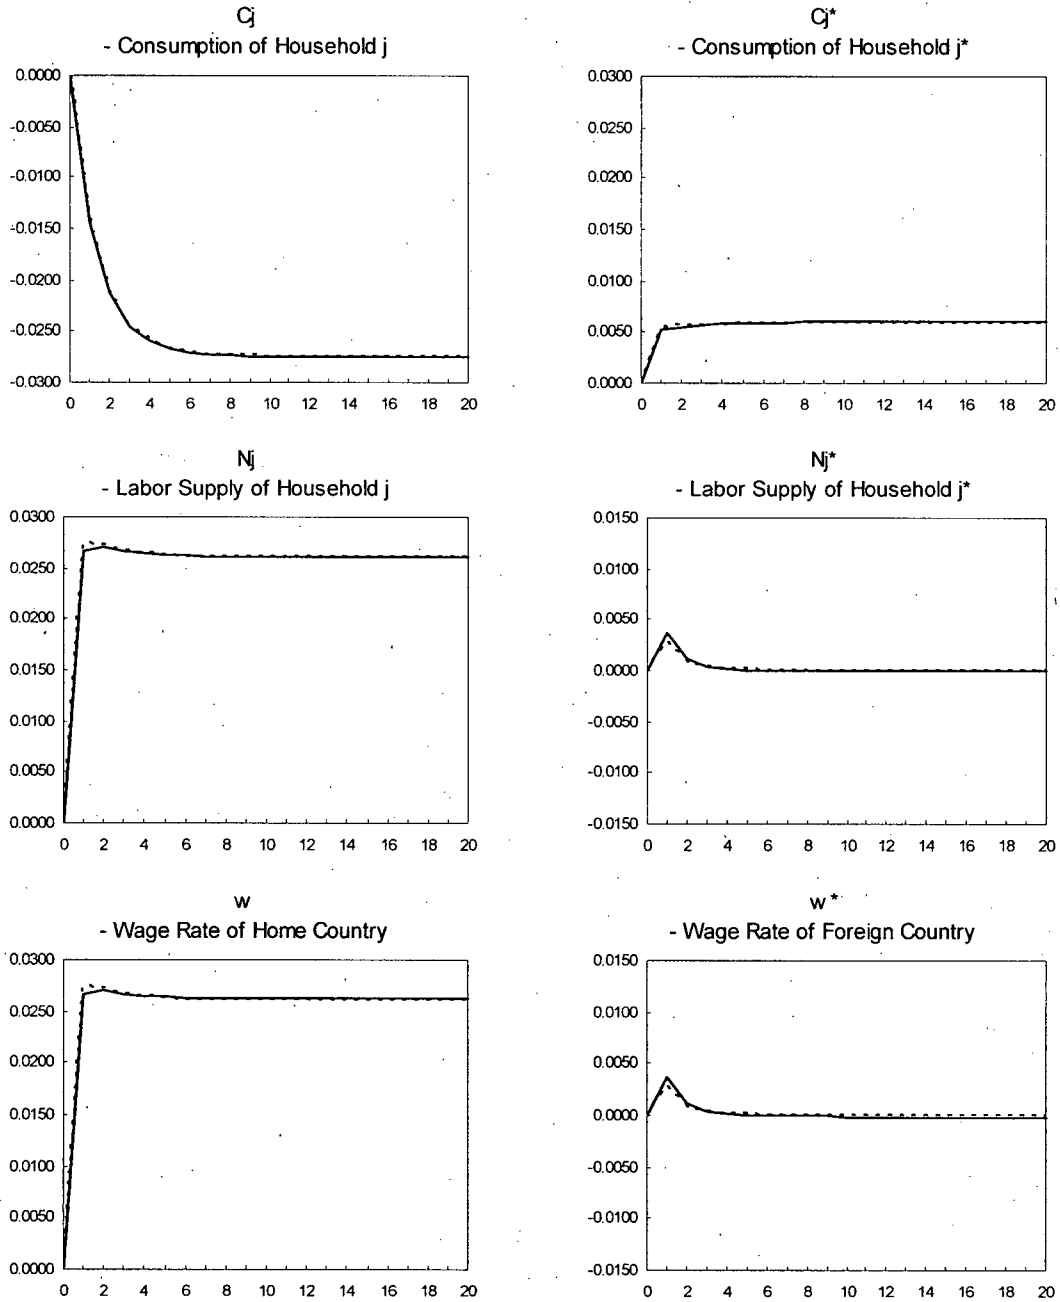 Cj
- Consumption of Household j
0.0000
-0.0050
-0.0100
-0.0150
-0.0200
-0.0250
-0.0300
0 2 4 6 8 10 12 14 16 18 20
Cj*
- Consumption of Household j*
0.0300
0.0250
0.0200
0.0150
0.0100
0.0050
0.0000
0 2 4 6 8 10 12 14 16 18 20
Nj
- Labor Supply of Household j
0.0300
0.0250
0.0200
0.0150
0.0100
0.0050
0.0000
0 2 4 6 8 10 12 14 16 18 20
Nj*
- Labor Supply of Household j*
0.0150
0.0100
0.0050
0.0000
-0.0050
-0.0100
-0.0150
0 2 4 6 8 10 12 14 16 18 20
w
- Wage Rate of Home Country
0.0300
0.0250
0.0200
0.0150
0.0100
0.0050
0.0000
0 2 4 6 8 10 12 14 16 18 20
w*
- Wage Rate of Foreign Country
0.0150
0.0100
0.0050
0.0000
-0.0050
-0.0100
-0.0150
0 2 4 6 8 10 12 14 16 18 20